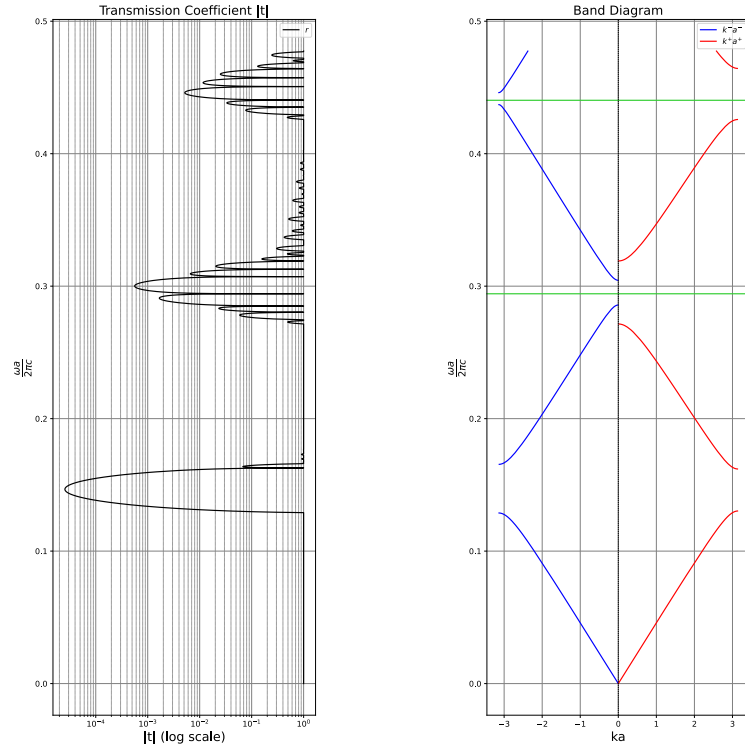 Transmission Coefficient |t|
r
0.5
0.4
0.3
0.2
0.1
0.0
ωa
2πc
10⁻⁴
10⁻³
10⁻²
10⁻¹
10⁰
|t| (log scale)
Band Diagram
k⁻a⁻
k⁺a⁺
0.5
0.4
0.3
0.2
0.1
0.0
ωa
2πc
−3
−2
−1
0
1
2
3
ka